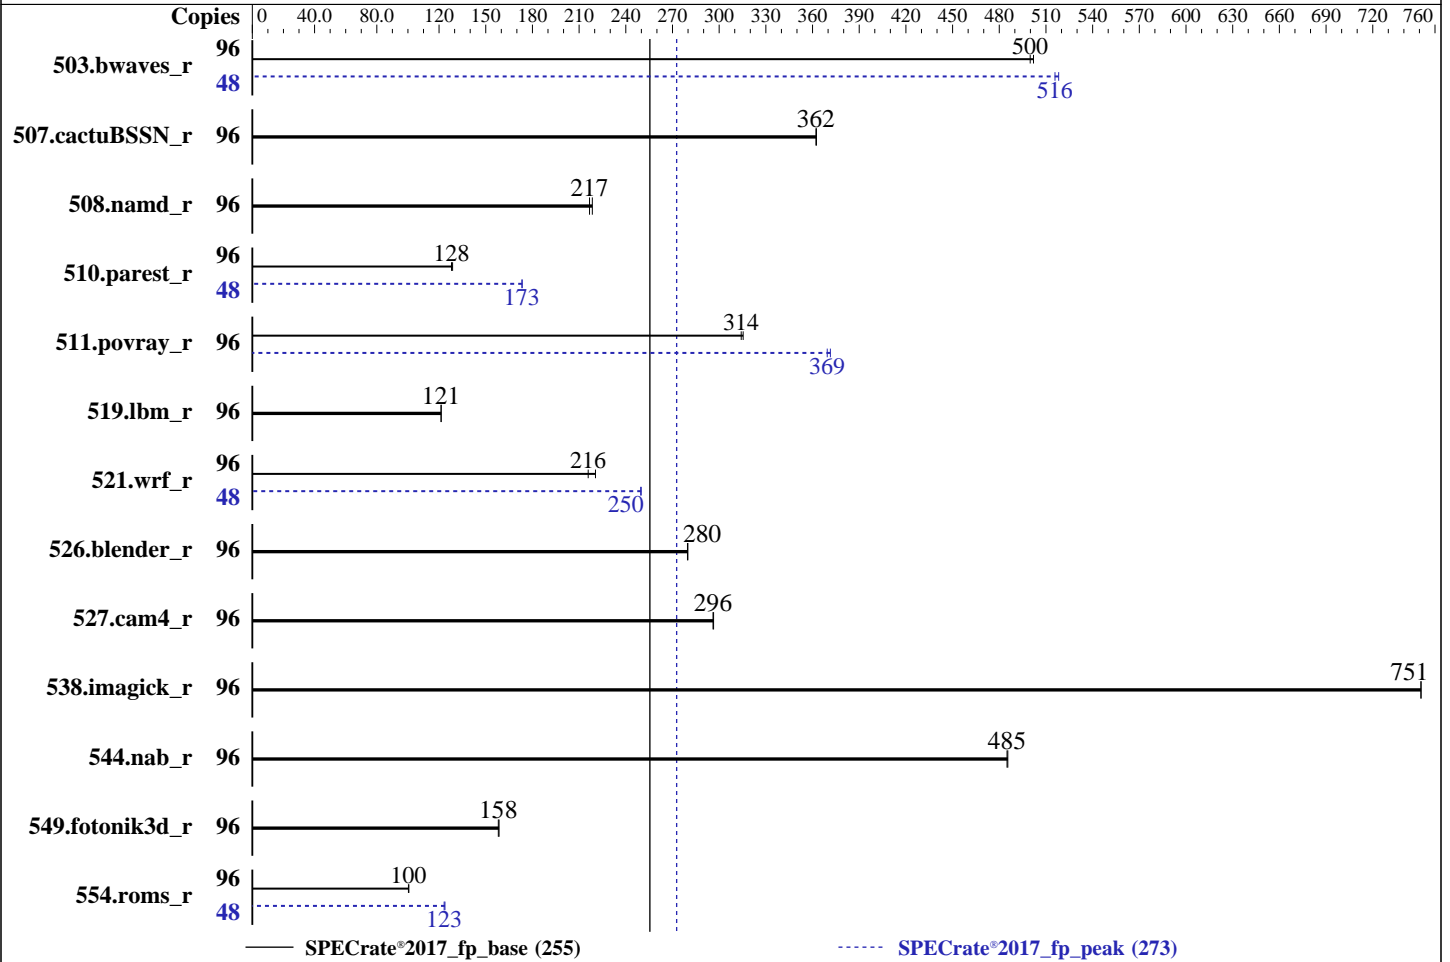 Copies 0 40.0 80.0 120 150 180 210 240 270 300 330 360 390 420 450 480 510 540 570 600 630 660 690 720 760
503.bwaves_r 96 500
48 516
507.cactuBSSN_r 96 362
508.namd_r 96 217
510.parest_r 96 128
48 173
511.povray_r 96 314
369
519.lbm_r 96 121
521.wrf_r 96 216
48 250
526.blender_r 96 280
527.cam4_r 96 296
538.imagick_r 96 751
544.nab_r 96 485
549.fotonik3d_r 96 158
554.roms_r 96 100
48 123
SPECrate®2017_fp_base (255) SPECrate®2017_fp_peak (273)